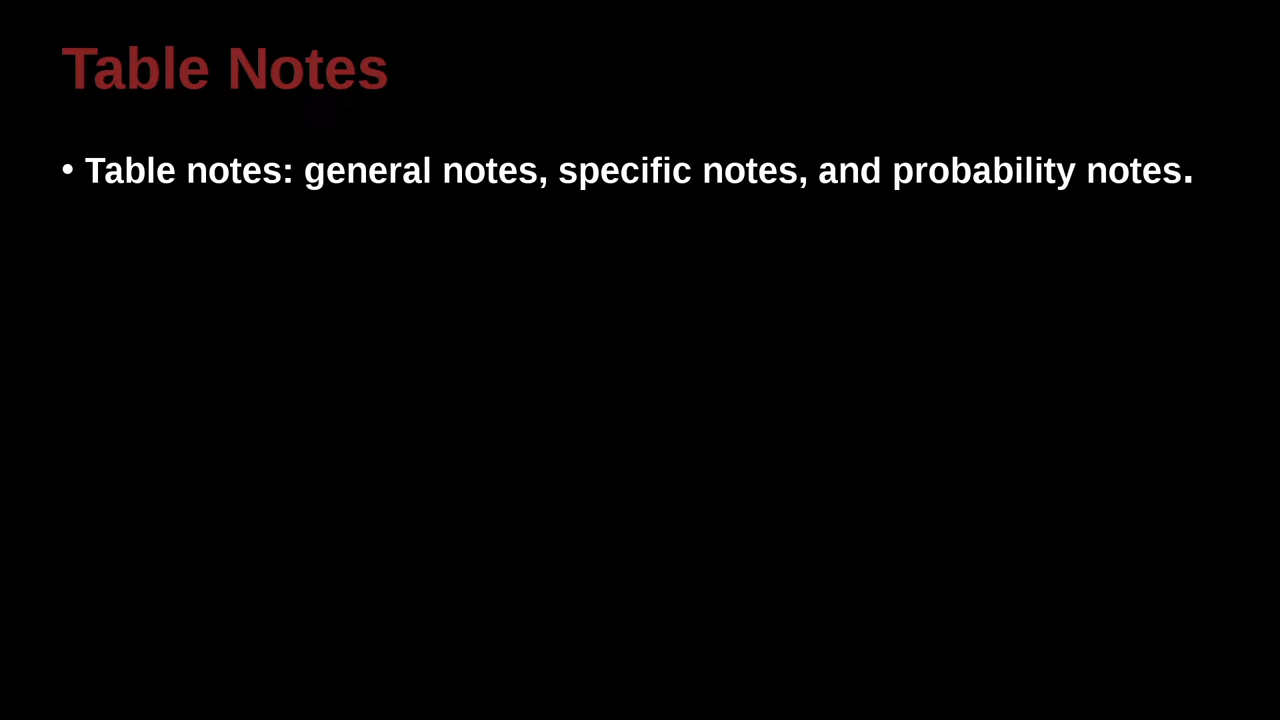 Table Notes
• Table notes: general notes, specific notes, and probability notes.